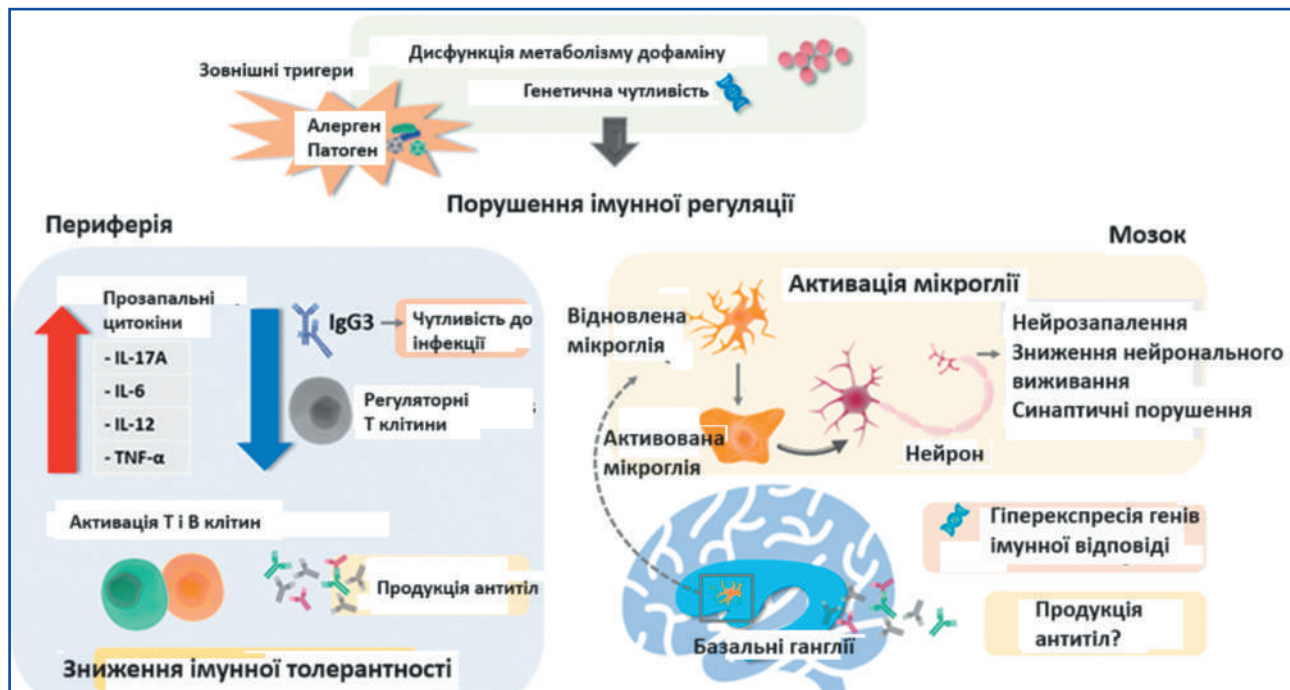 Дисфункція метаболізму дофаміну
Зовнішні тригери
Генетична чутливість
Алерген
Патоген
Порушення імунної регуляції
Периферія
Мозок
Прозапальні
цитокіни
- IL-17A
- IL-6
- IL-12
- TNF-α
IgG3
Чутливість до
інфекції
Регуляторні
Т клітини
Активація Т і В клітин
Продукція антитіл
Зниження імунної толерантності
Активація мікроглії
Відновлена
мікроглія
Активована
мікроглія
Нейрон
Нейрозапалення
Зниження нейронального
виживання
Синаптичні порушення
Гіперекспресія генів
імунної відповіді
Продукція
антитіл?
Базальні ганглії